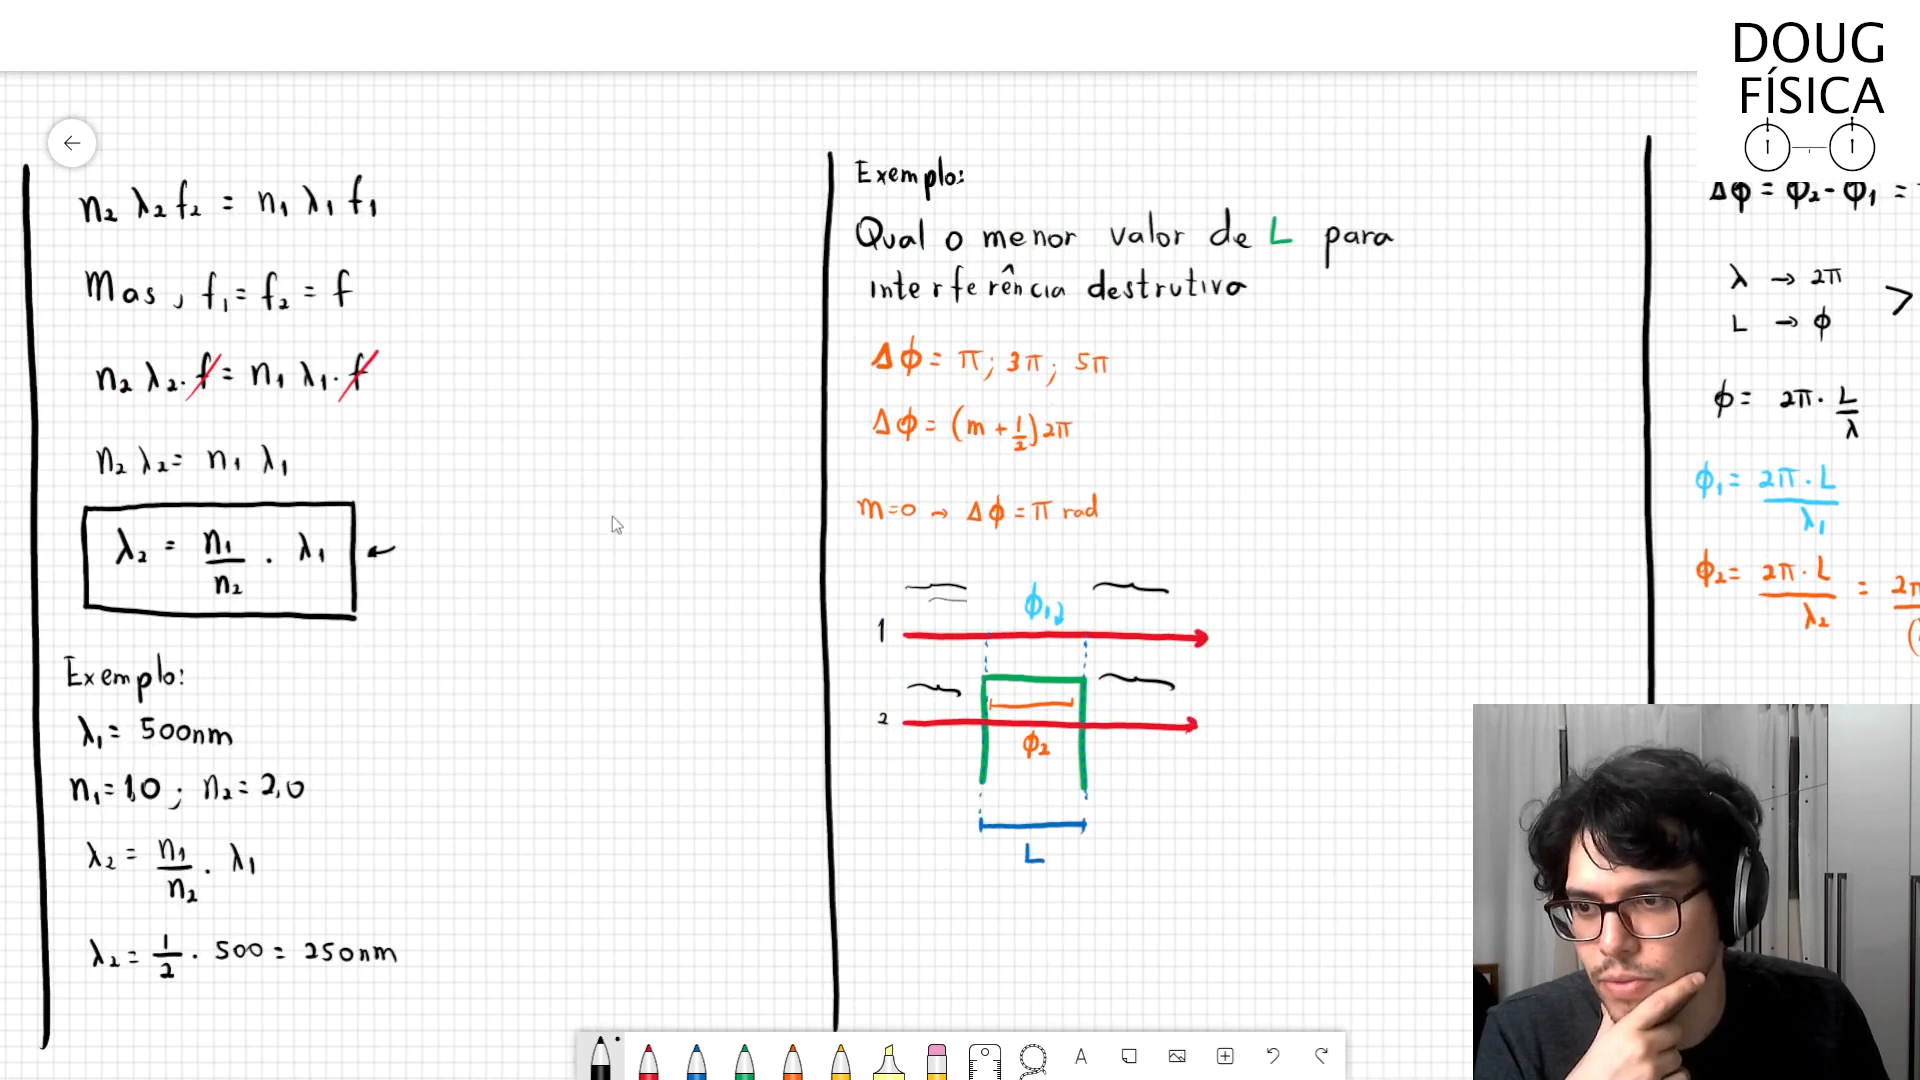 DOUG
FÍSICA
n₂ λ₂ f₂ = n₁ λ₁ f₁
Mas, f₁ = f₂ = f
n₂ λ₂ . f = n₁ λ₁ . f
n₂ λ₂ = n₁ λ₁
λ₂ = n₁/n₂ . λ₁
Exemplo:
λ₁ = 500nm
n₁ = 1,0 ; n₂ = 2,0
λ₂ = n₁/n₂ . λ₁
λ₂ = 1/2 . 500 = 250nm
Exemplo:
Qual o menor valor de L para
interferência destrutiva
Δϕ = π; 3π; 5π
Δϕ = (m + 1/2) 2π
m=0 → Δϕ = π rad
ϕ₁
1
2
ϕ₂
L
Δϕ = ϕ₂ - ϕ₁ =
λ → 2π
L → ϕ
>
ϕ = 2π . L/λ
ϕ₁ = 2π . L/λ₁
ϕ₂ = 2π . L/λ₂ =
A